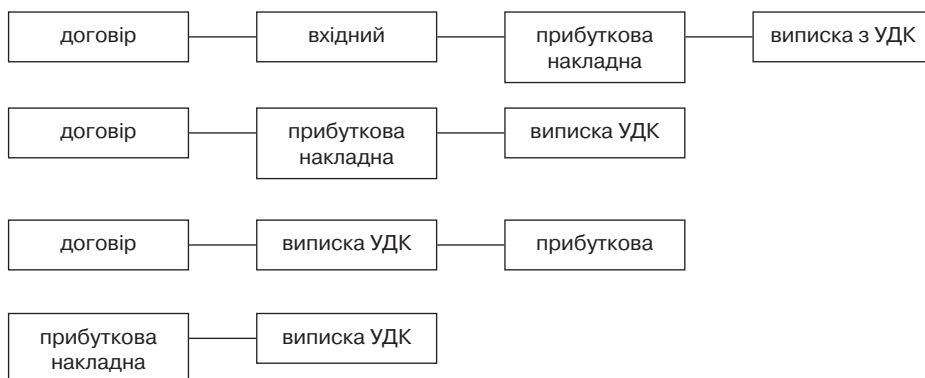 договір
вхідний
прибуткова
накладна
виписка з УДК
договір
прибуткова
накладна
виписка УДК
договір
виписка УДК
прибуткова
прибуткова
накладна
виписка УДК